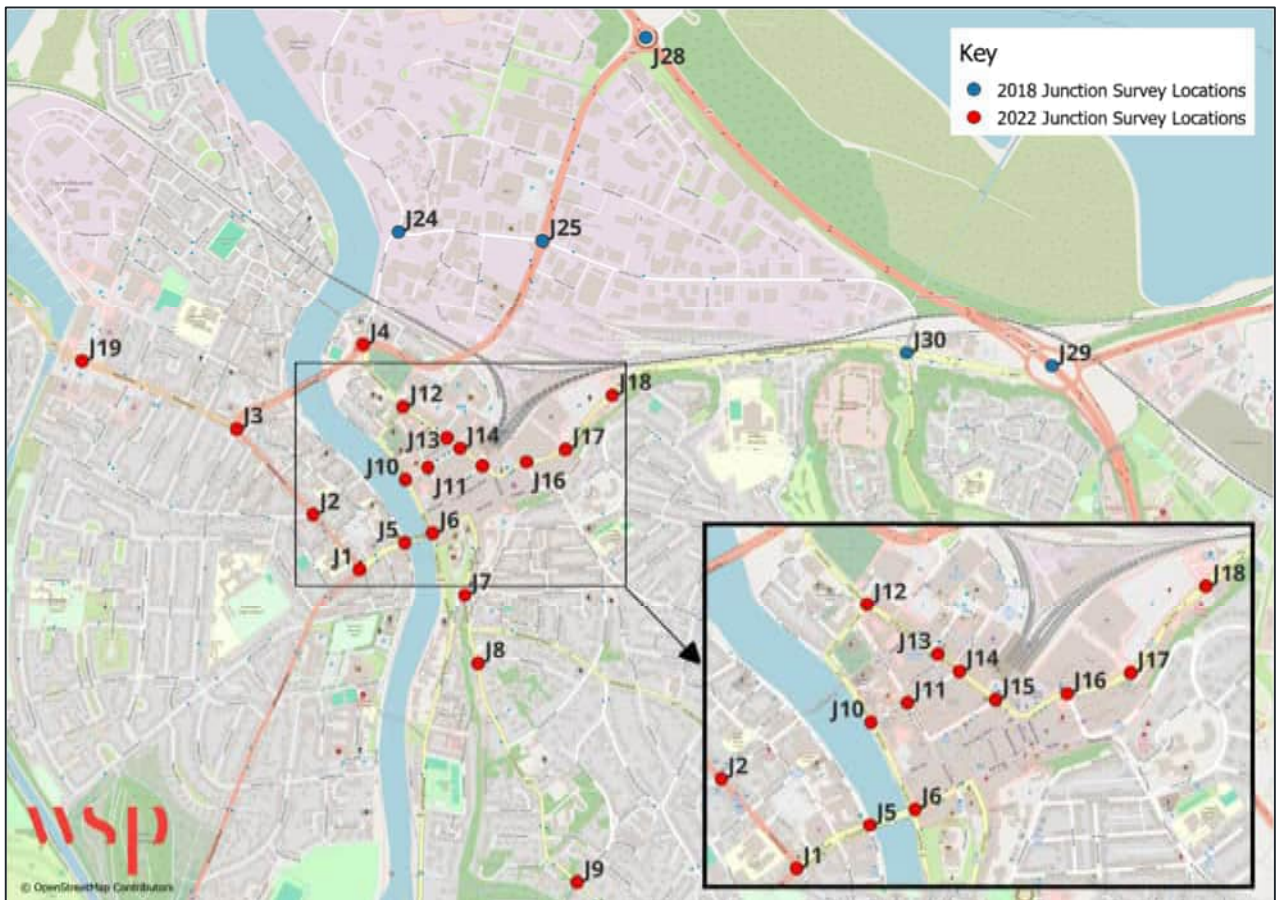 J28
Key
2018 Junction Survey Locations
2022 Junction Survey Locations
J24
J25
J4
J19
J30
J29
J12
J18
J3
J13
J14
J17
J10
J11
J16
J2
J5
J6
J1
J7
J8
J9
J12
J18
J13
J14
J17
J11
J15
J16
J10
J2
J5
J6
J1
wsp
© OpenStreetMap Contributors